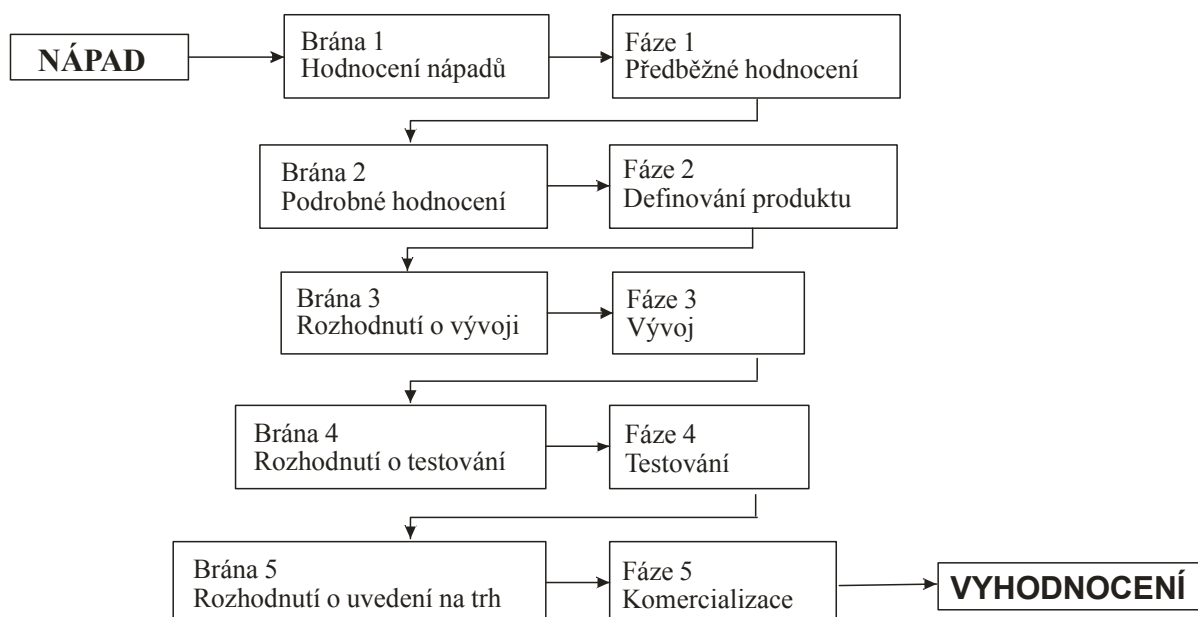 NÁPAD
Brána 1
Hodnocení nápadů
Fáze 1
Předběžné hodnocení
Brána 2
Podrobné hodnocení
Fáze 2
Definování produktu
Brána 3
Rozhodnutí o vývoji
Fáze 3
Vývoj
Brána 4
Rozhodnutí o testování
Fáze 4
Testování
Brána 5
Rozhodnutí o uvedení na trh
Fáze 5
Komercializace
VYHODNOCENÍ